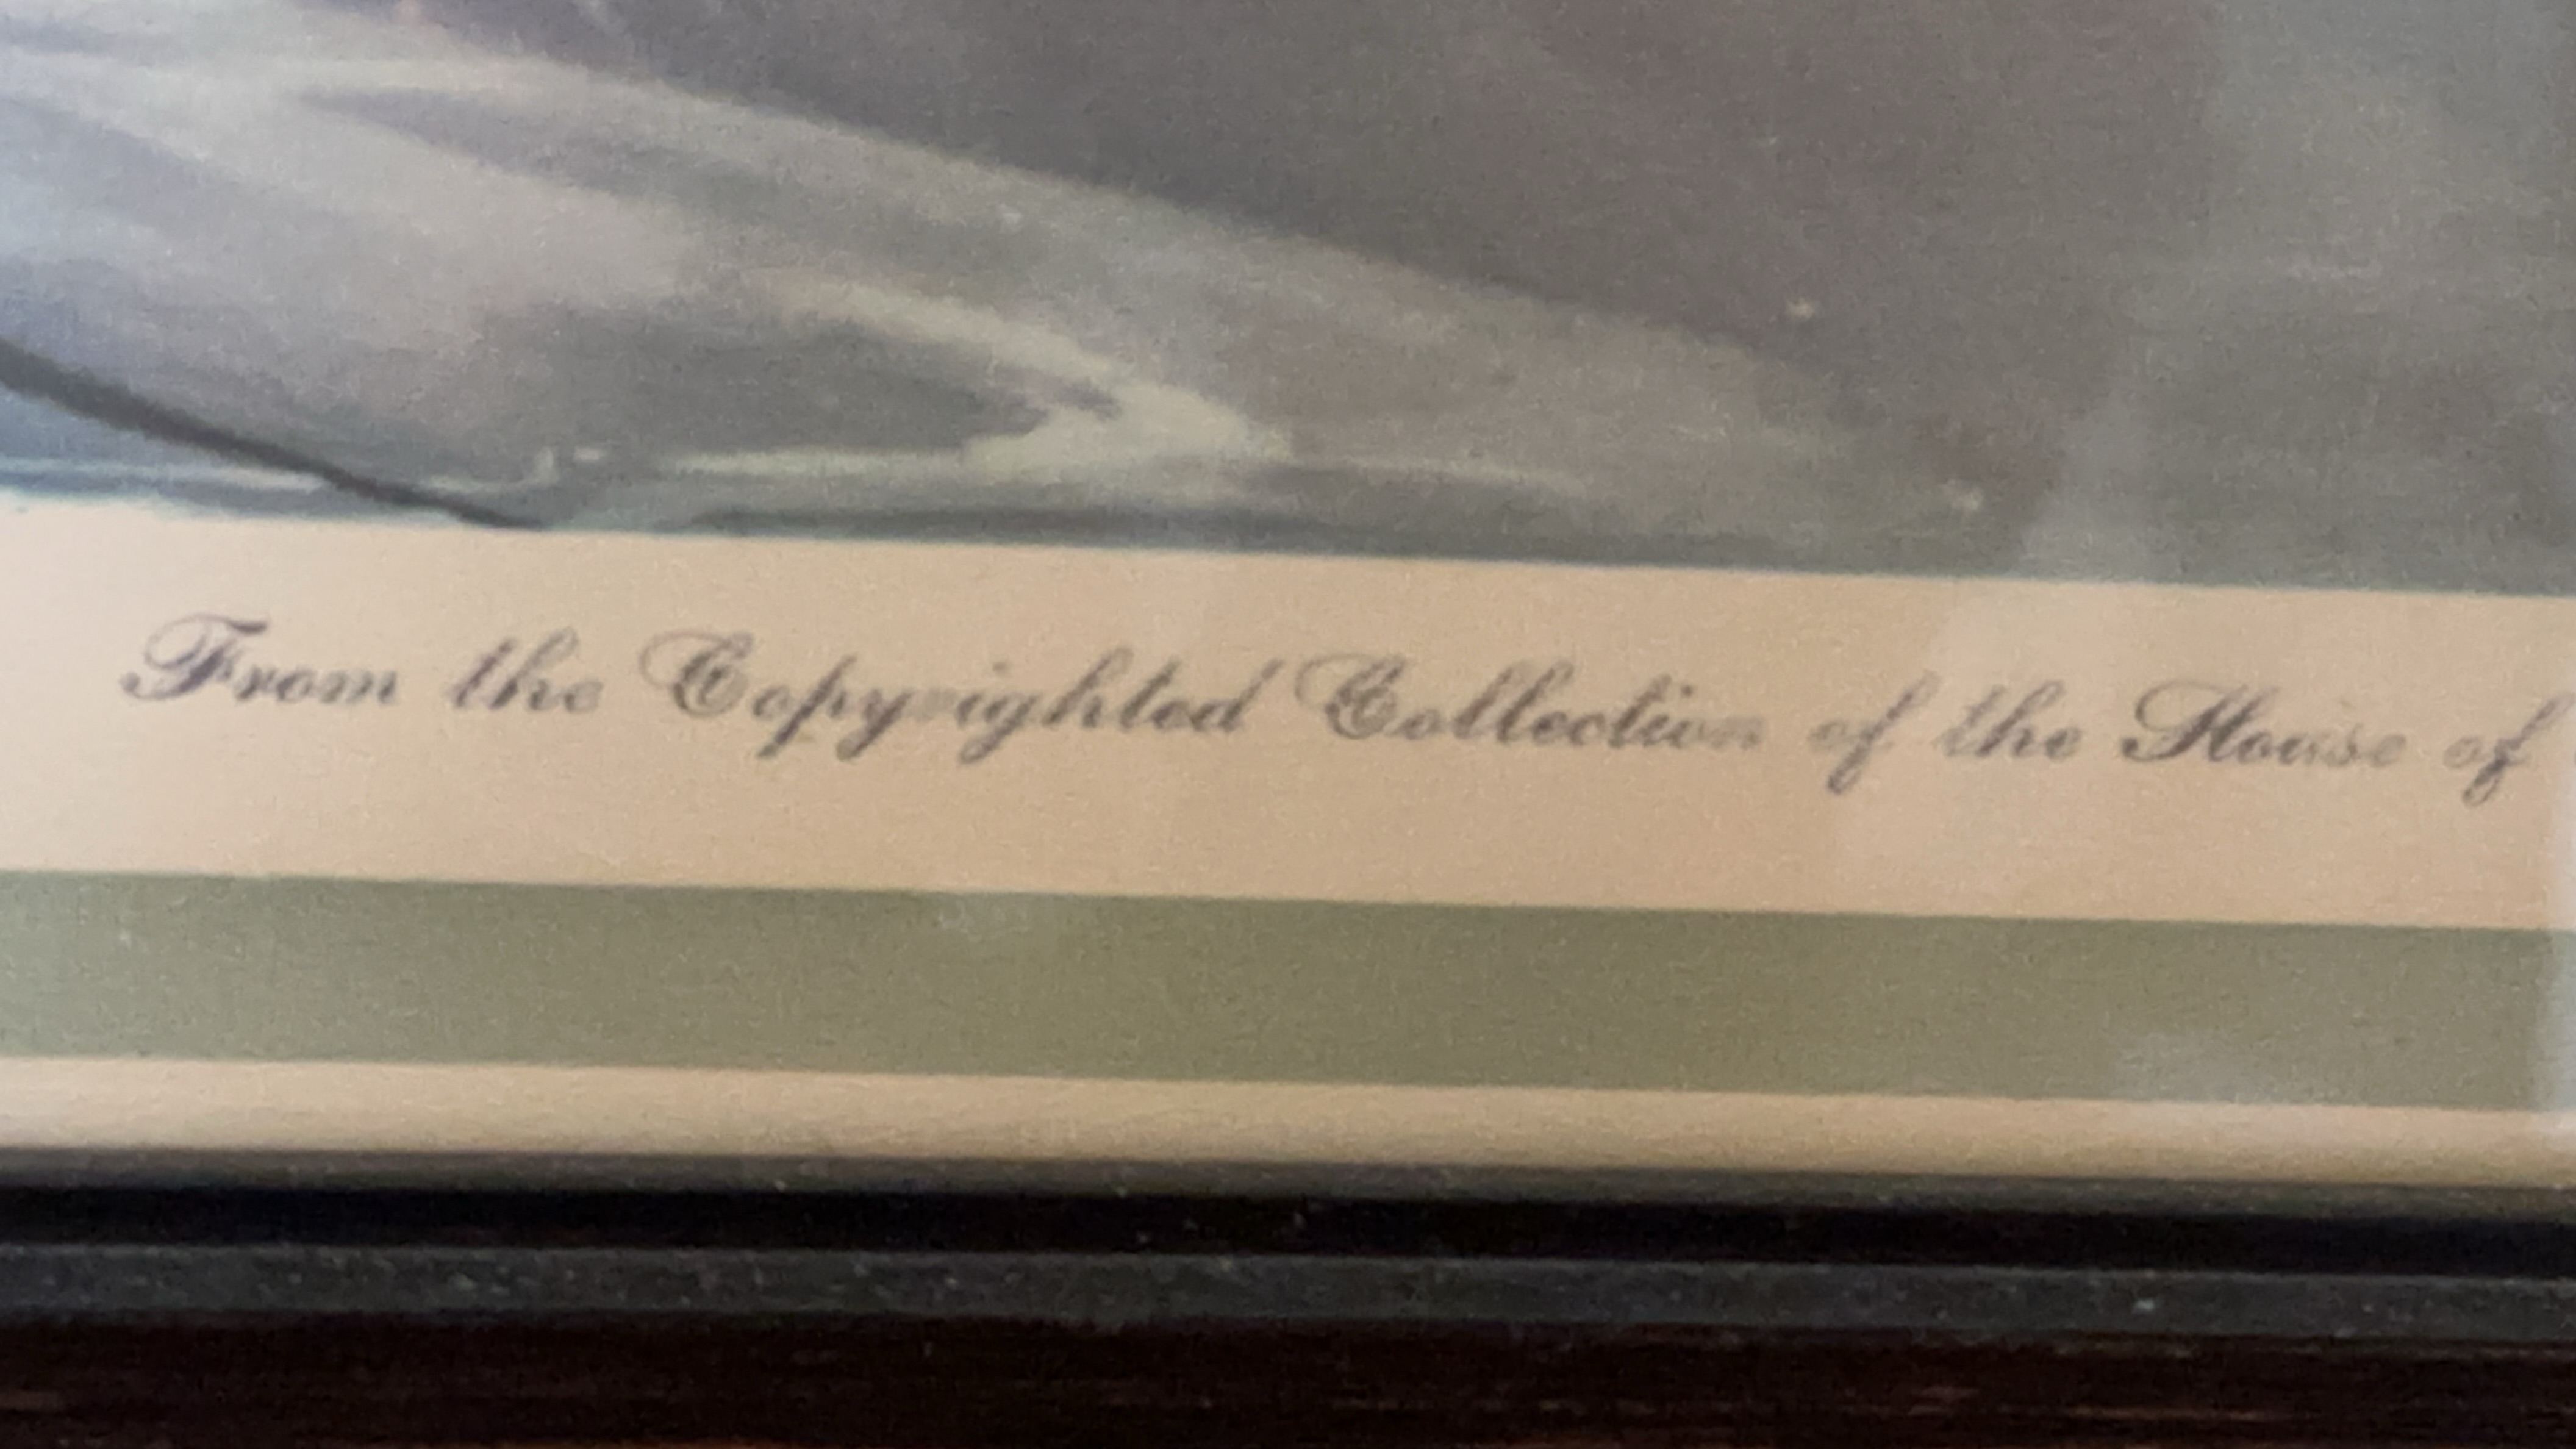 From the Copyrighted Collection of the House of